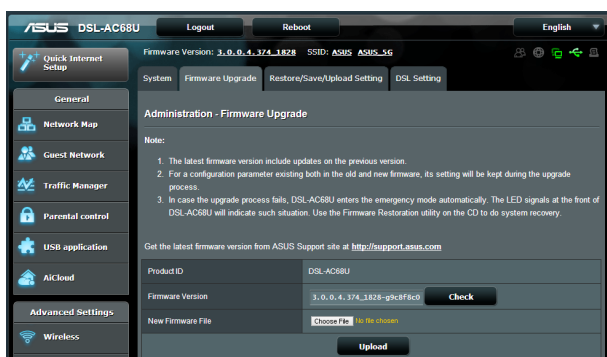 ASUS DSL-AC68U Logout Reboot English
Quick Internet Setup
Firmware Version: 3.0.0.4.374_1828 SSID: ASUS ASUS_5G
System Firmware Upgrade Restore/Save/Upload Setting DSL Setting
General
Network Map
Guest Network
Traffic Manager
Parental control
USB application
AiCloud
Advanced Settings
Wireless
Administration - Firmware Upgrade
Note:
1. The latest firmware version include updates on the previous version.
2. For a configuration parameter existing both in the old and new firmware, its setting will be kept during the upgrade
process.
3. In case the upgrade process fails, DSL-AC68U enters the emergency mode automatically. The LED signals at the front of
DSL-AC68U will indicate such situation. Use the Firmware Restoration utility on the CD to do system recovery.
Get the latest firmware version from ASUS Support site at http://support.asus.com
Product ID DSL-AC68U
Firmware Version 3.0.0.4.374_1828-g9c8f8c0 Check
New Firmware File Choose File No file chosen
Upload